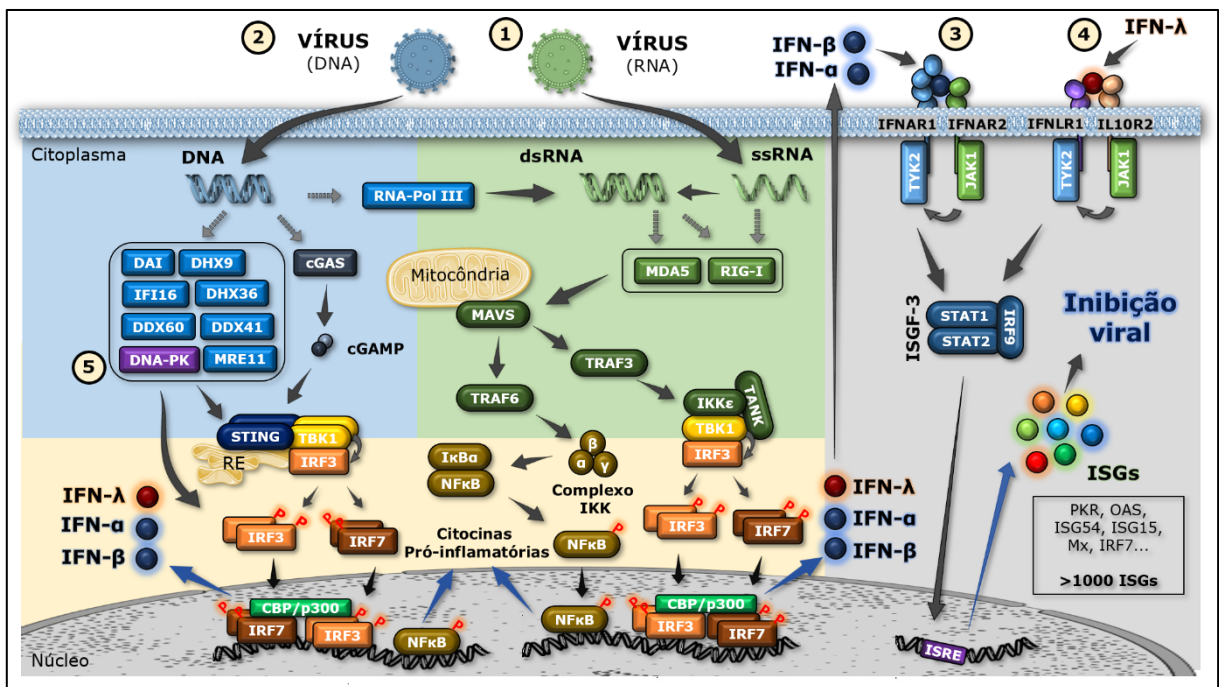 2
VÍRUS
(DNA)
1
VÍRUS
(RNA)
IFN-β
IFN-α
3
4
IFN-λ
IFNAR1
IFNAR2
IFNLR1
IL10R2
TYK2
JAK1
TYK2
JAK1
Citoplasma
DNA
dsRNA
ssRNA
RNA-Pol III
DAI
DHX9
IFI16
DHX36
DDX60
DDX41
DNA-PK
MRE11
cGAS
cGAMP
5
Mitocôndria
MDA5
RIG-I
MAVS
TRAF3
TRAF6
IKKε
TANK
TBK1
IRF3
STING
TBK1
IRF3
RE
IκBα
NFκB
β
α
γ
Complexo
IKK
ISGF-3
STAT1
STAT2
IRF9
Inibição
viral
ISGs
PKR, OAS,
ISG54, ISG15,
Mx, IRF7...
>1000 ISGs
IFN-λ
IFN-α
IFN-β
P
P
IRF3
P
P
IRF7
Citocinas
Pró-inflamatórias
P
NFκB
P
P
IRF3
P
P
IRF7
IFN-λ
IFN-α
IFN-β
P
P
CBP/p300
P
P
IRF7
IRF3
P
NFκB
P
NFκB
P
P
CBP/p300
P
P
IRF3
IRF7
ISRE
Núcleo